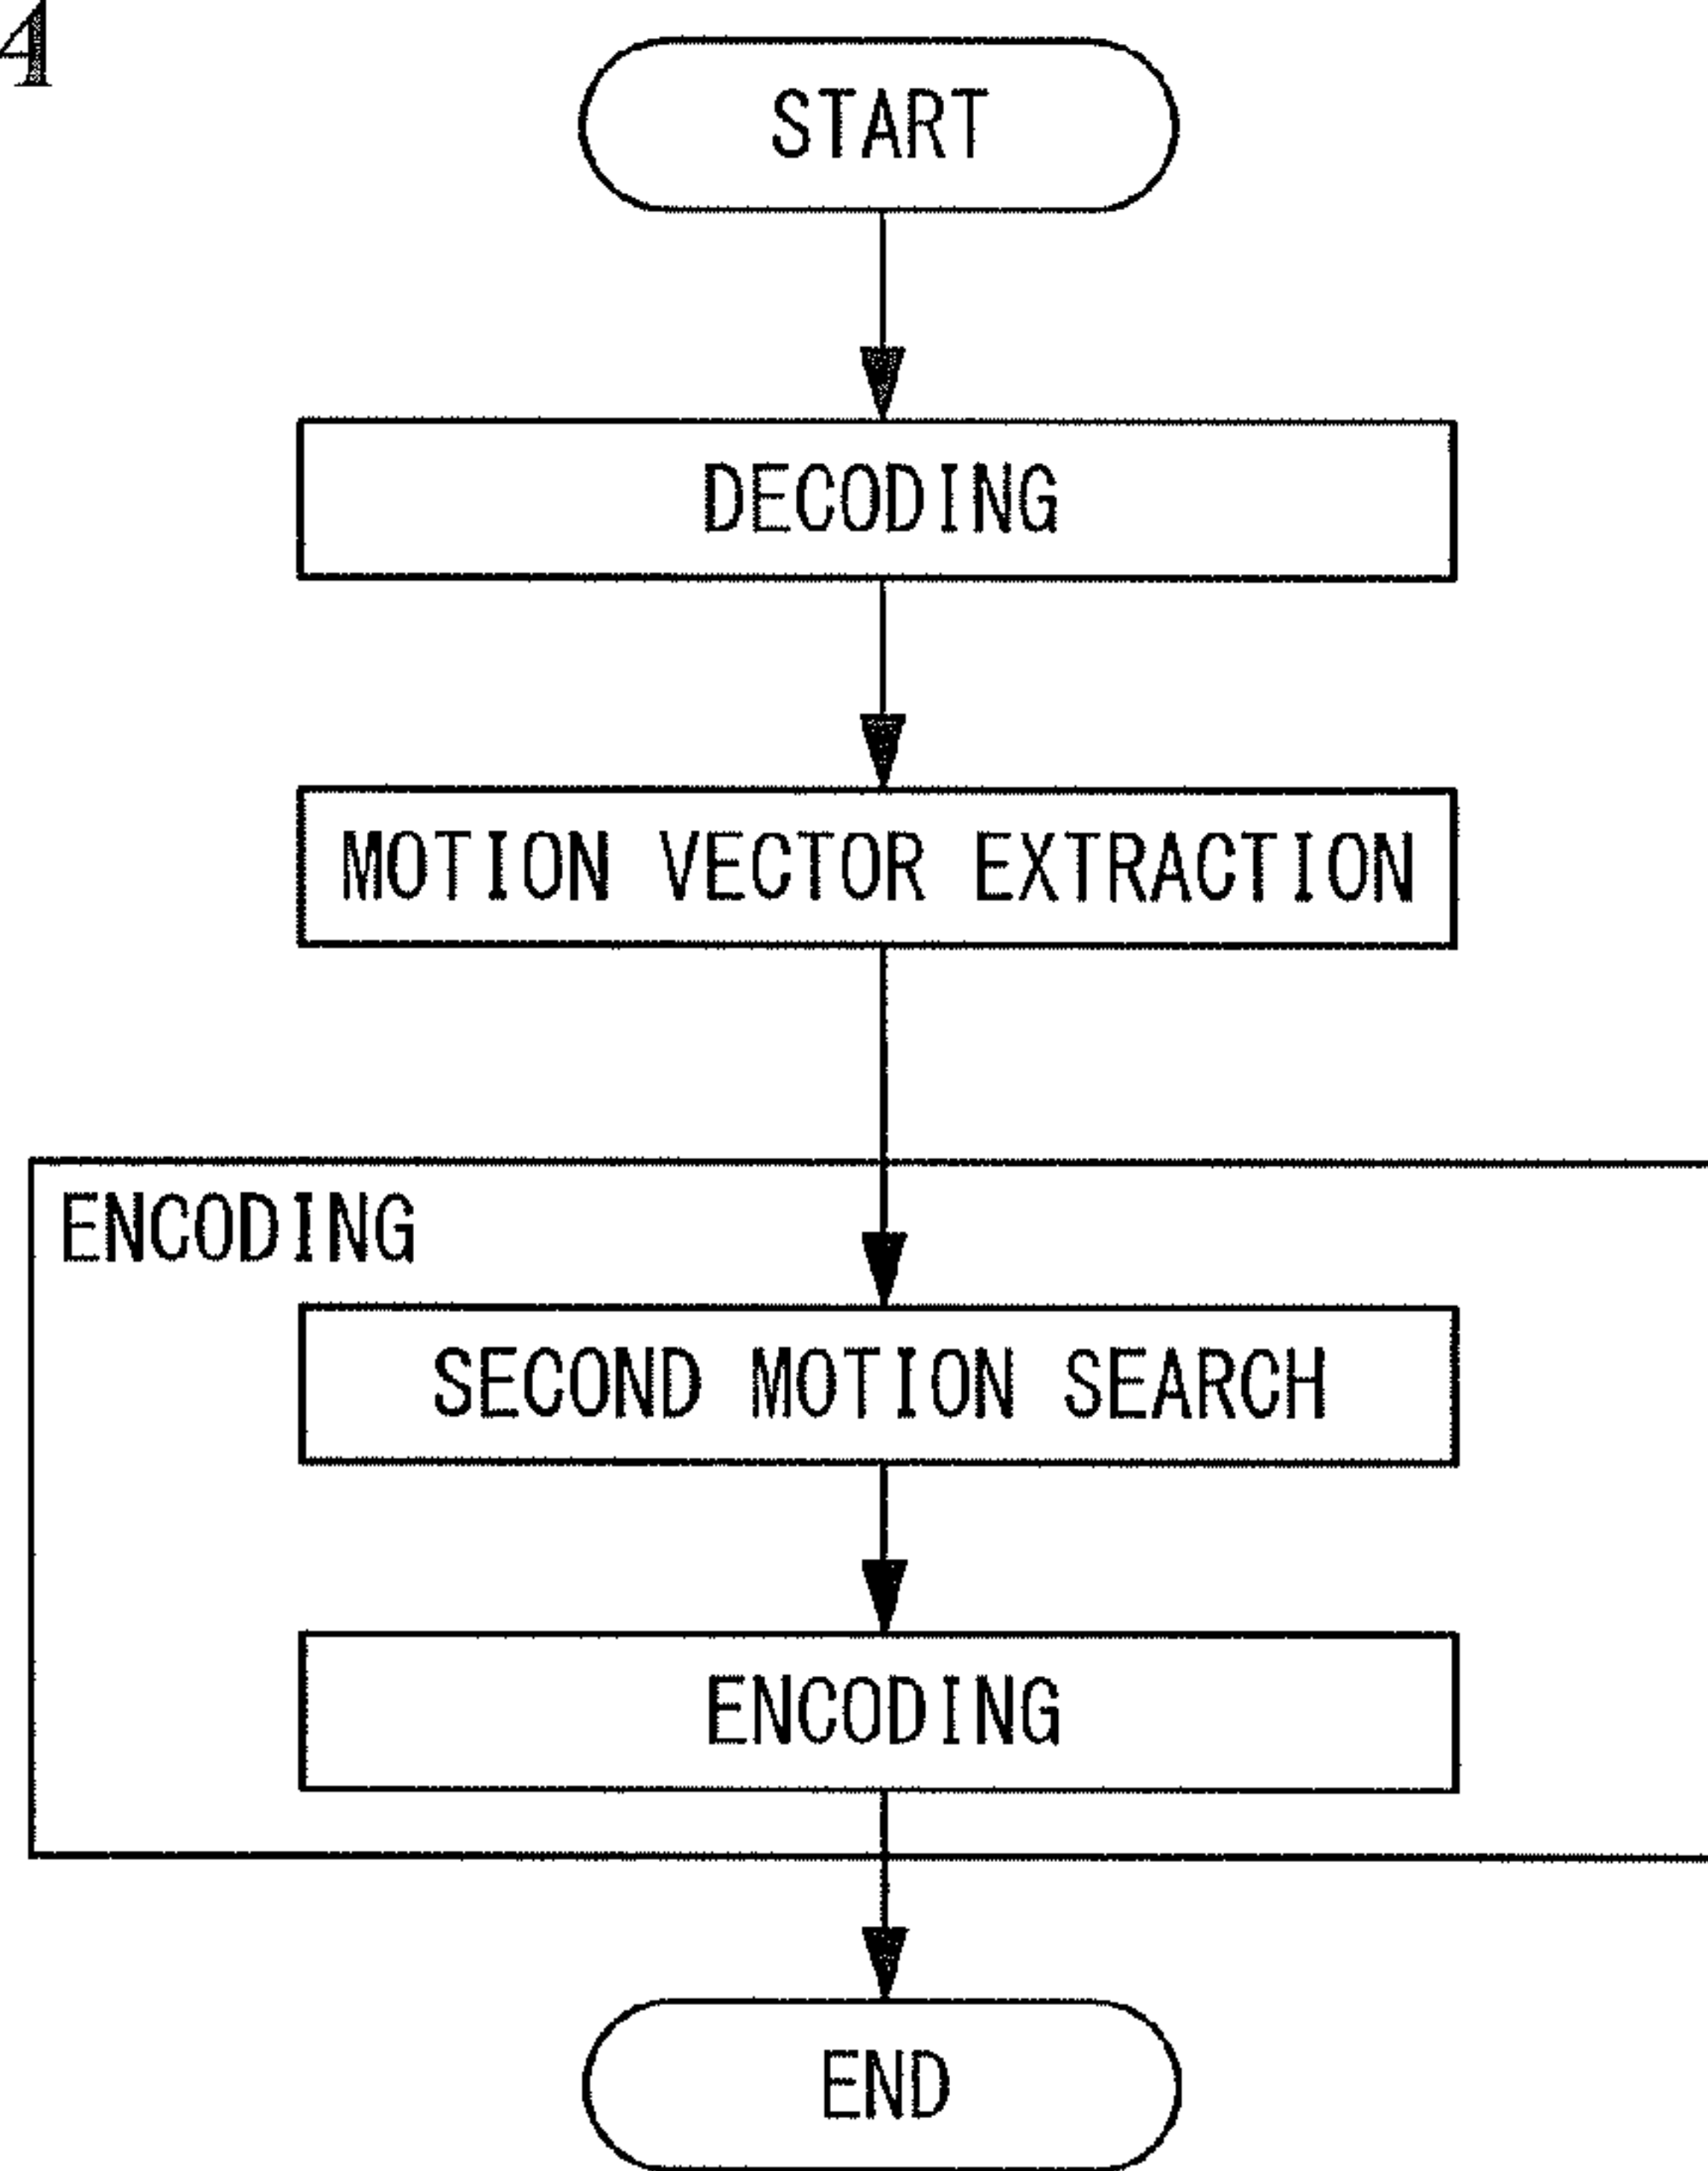 4
START
DECODING
MOTION VECTOR EXTRACTION
ENCODING
SECOND MOTION SEARCH
ENCODING
END